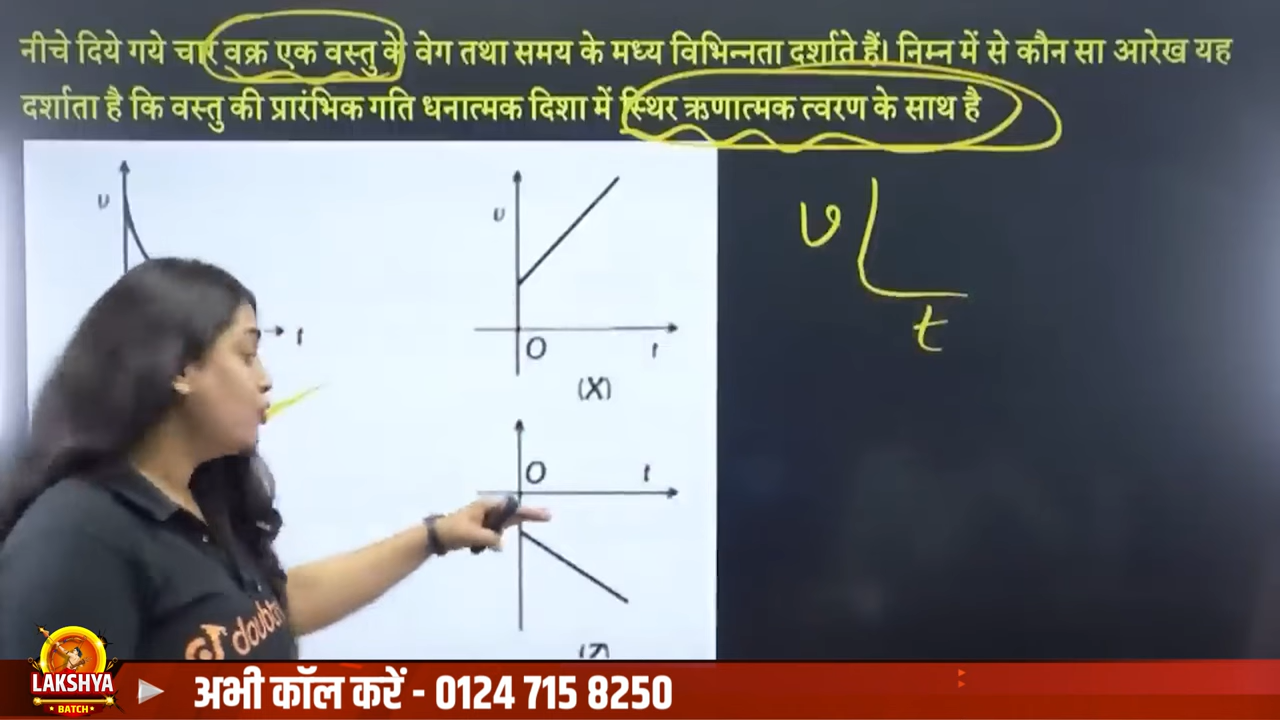 नीचे दिये गये चार वक्र एक वस्तु के वेग तथा समय के मध्य विभिन्नता दर्शाते हैं। निम्न में से कौन सा आरेख यह
दर्शाता है कि वस्तु की प्रारंभिक गति धनात्मक दिशा में स्थिर ऋणात्मक त्वरण के साथ है
υ
t
υ
O
t
(X)
O
t
(Z)
v
t
doubtn
LAKSHYA
BATCH
अभी कॉल करें - 0124 715 8250